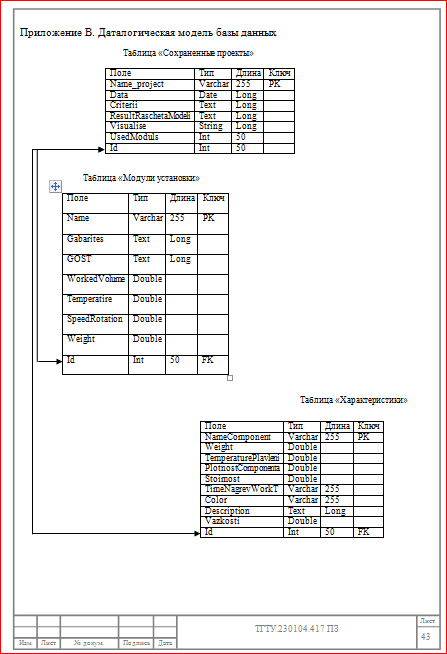 Приложение В. Даталогическая модель базы данных
Таблица «Сохраненные проекты»
Поле Тип Длина Ключ
Name_project Varchar 255 PK
Data Date Long
Criterii Text Long
ResultRaschetaModeli Text Long
Visualise String Long
UsedModuls Int 50
Id Int 50
Таблица «Модули установки»
Поле Тип Длина Ключ
Name Varchar 255 PK
Gabarites Text Long
GOST Text Long
WorkedVolume Double
Temperatire Double
SpeedRotation Double
Weight Double
Id Int 50 FK
Таблица «Характеристики»
Поле Тип Длина Ключ
NameComponent Varchar 255 PK
Weight Double
TemperaturePlavleni Double
PlotnostComponenta Double
Stoimost Double
TimeNagrevWorkT Varchar 255
Color Varchar 255
Description Text Long
Vazkosti Double
Id Int 50 FK
ТГТУ.230104.417 ПЗ
Лист
43
Изм. Лист № докум. Подпись Дата